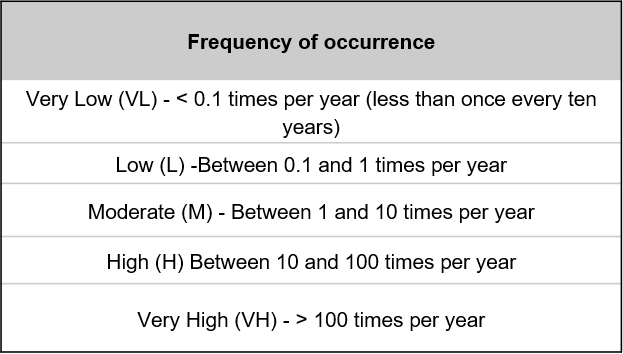 Frequency of occurrence
Very Low (VL) - < 0.1 times per year (less than once every ten
years)
Low (L) -Between 0.1 and 1 times per year
Moderate (M) - Between 1 and 10 times per year
High (H) Between 10 and 100 times per year
Very High (VH) - > 100 times per year